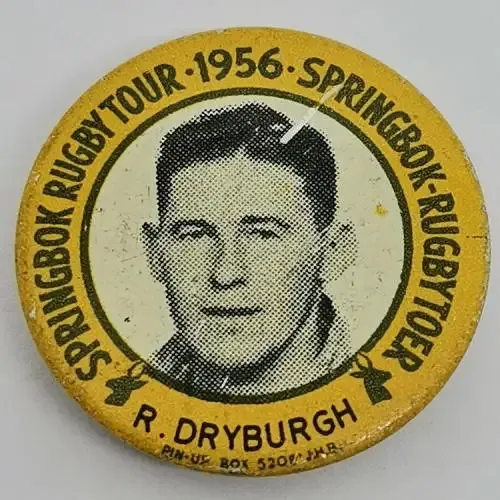 SPRINGBOK RUGBY TOUR · 1956 · SPRINGBOK-RUGBYTOER
R. DRYBURGH
PIN-UP BOX JHB.